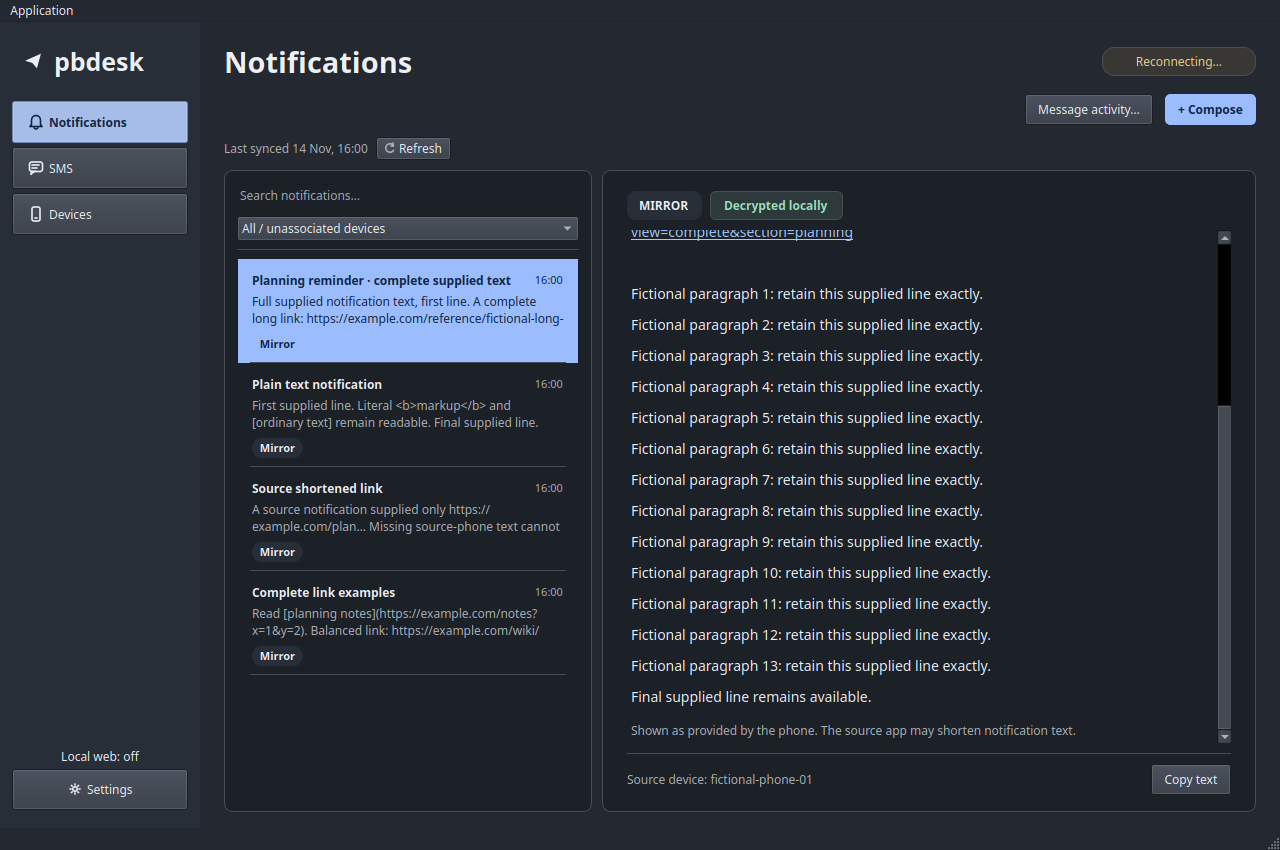 Application
pbdesk
Notifications
SMS
Devices
Local web: off
Settings
Notifications
Reconnecting...
Message activity...
+ Compose
Last synced 14 Nov, 16:00
Refresh
Search notifications...
All / unassociated devices
Planning reminder · complete supplied text 16:00
Full supplied notification text, first line. A complete
long link: https://example.com/reference/fictional-long-
Mirror
Plain text notification 16:00
First supplied line. Literal <b>markup</b> and
[ordinary text] remain readable. Final supplied line.
Mirror
Source shortened link 16:00
A source notification supplied only https://
example.com/plan... Missing source-phone text cannot
Mirror
Complete link examples 16:00
Read [planning notes](https://example.com/notes?
x=1&y=2). Balanced link: https://example.com/wiki/
Mirror
MIRROR
Decrypted locally
view=complete&section=planning
Fictional paragraph 1: retain this supplied line exactly.
Fictional paragraph 2: retain this supplied line exactly.
Fictional paragraph 3: retain this supplied line exactly.
Fictional paragraph 4: retain this supplied line exactly.
Fictional paragraph 5: retain this supplied line exactly.
Fictional paragraph 6: retain this supplied line exactly.
Fictional paragraph 7: retain this supplied line exactly.
Fictional paragraph 8: retain this supplied line exactly.
Fictional paragraph 9: retain this supplied line exactly.
Fictional paragraph 10: retain this supplied line exactly.
Fictional paragraph 11: retain this supplied line exactly.
Fictional paragraph 12: retain this supplied line exactly.
Fictional paragraph 13: retain this supplied line exactly.
Final supplied line remains available.
Shown as provided by the phone. The source app may shorten notification text.
Source device: fictional-phone-01
Copy text